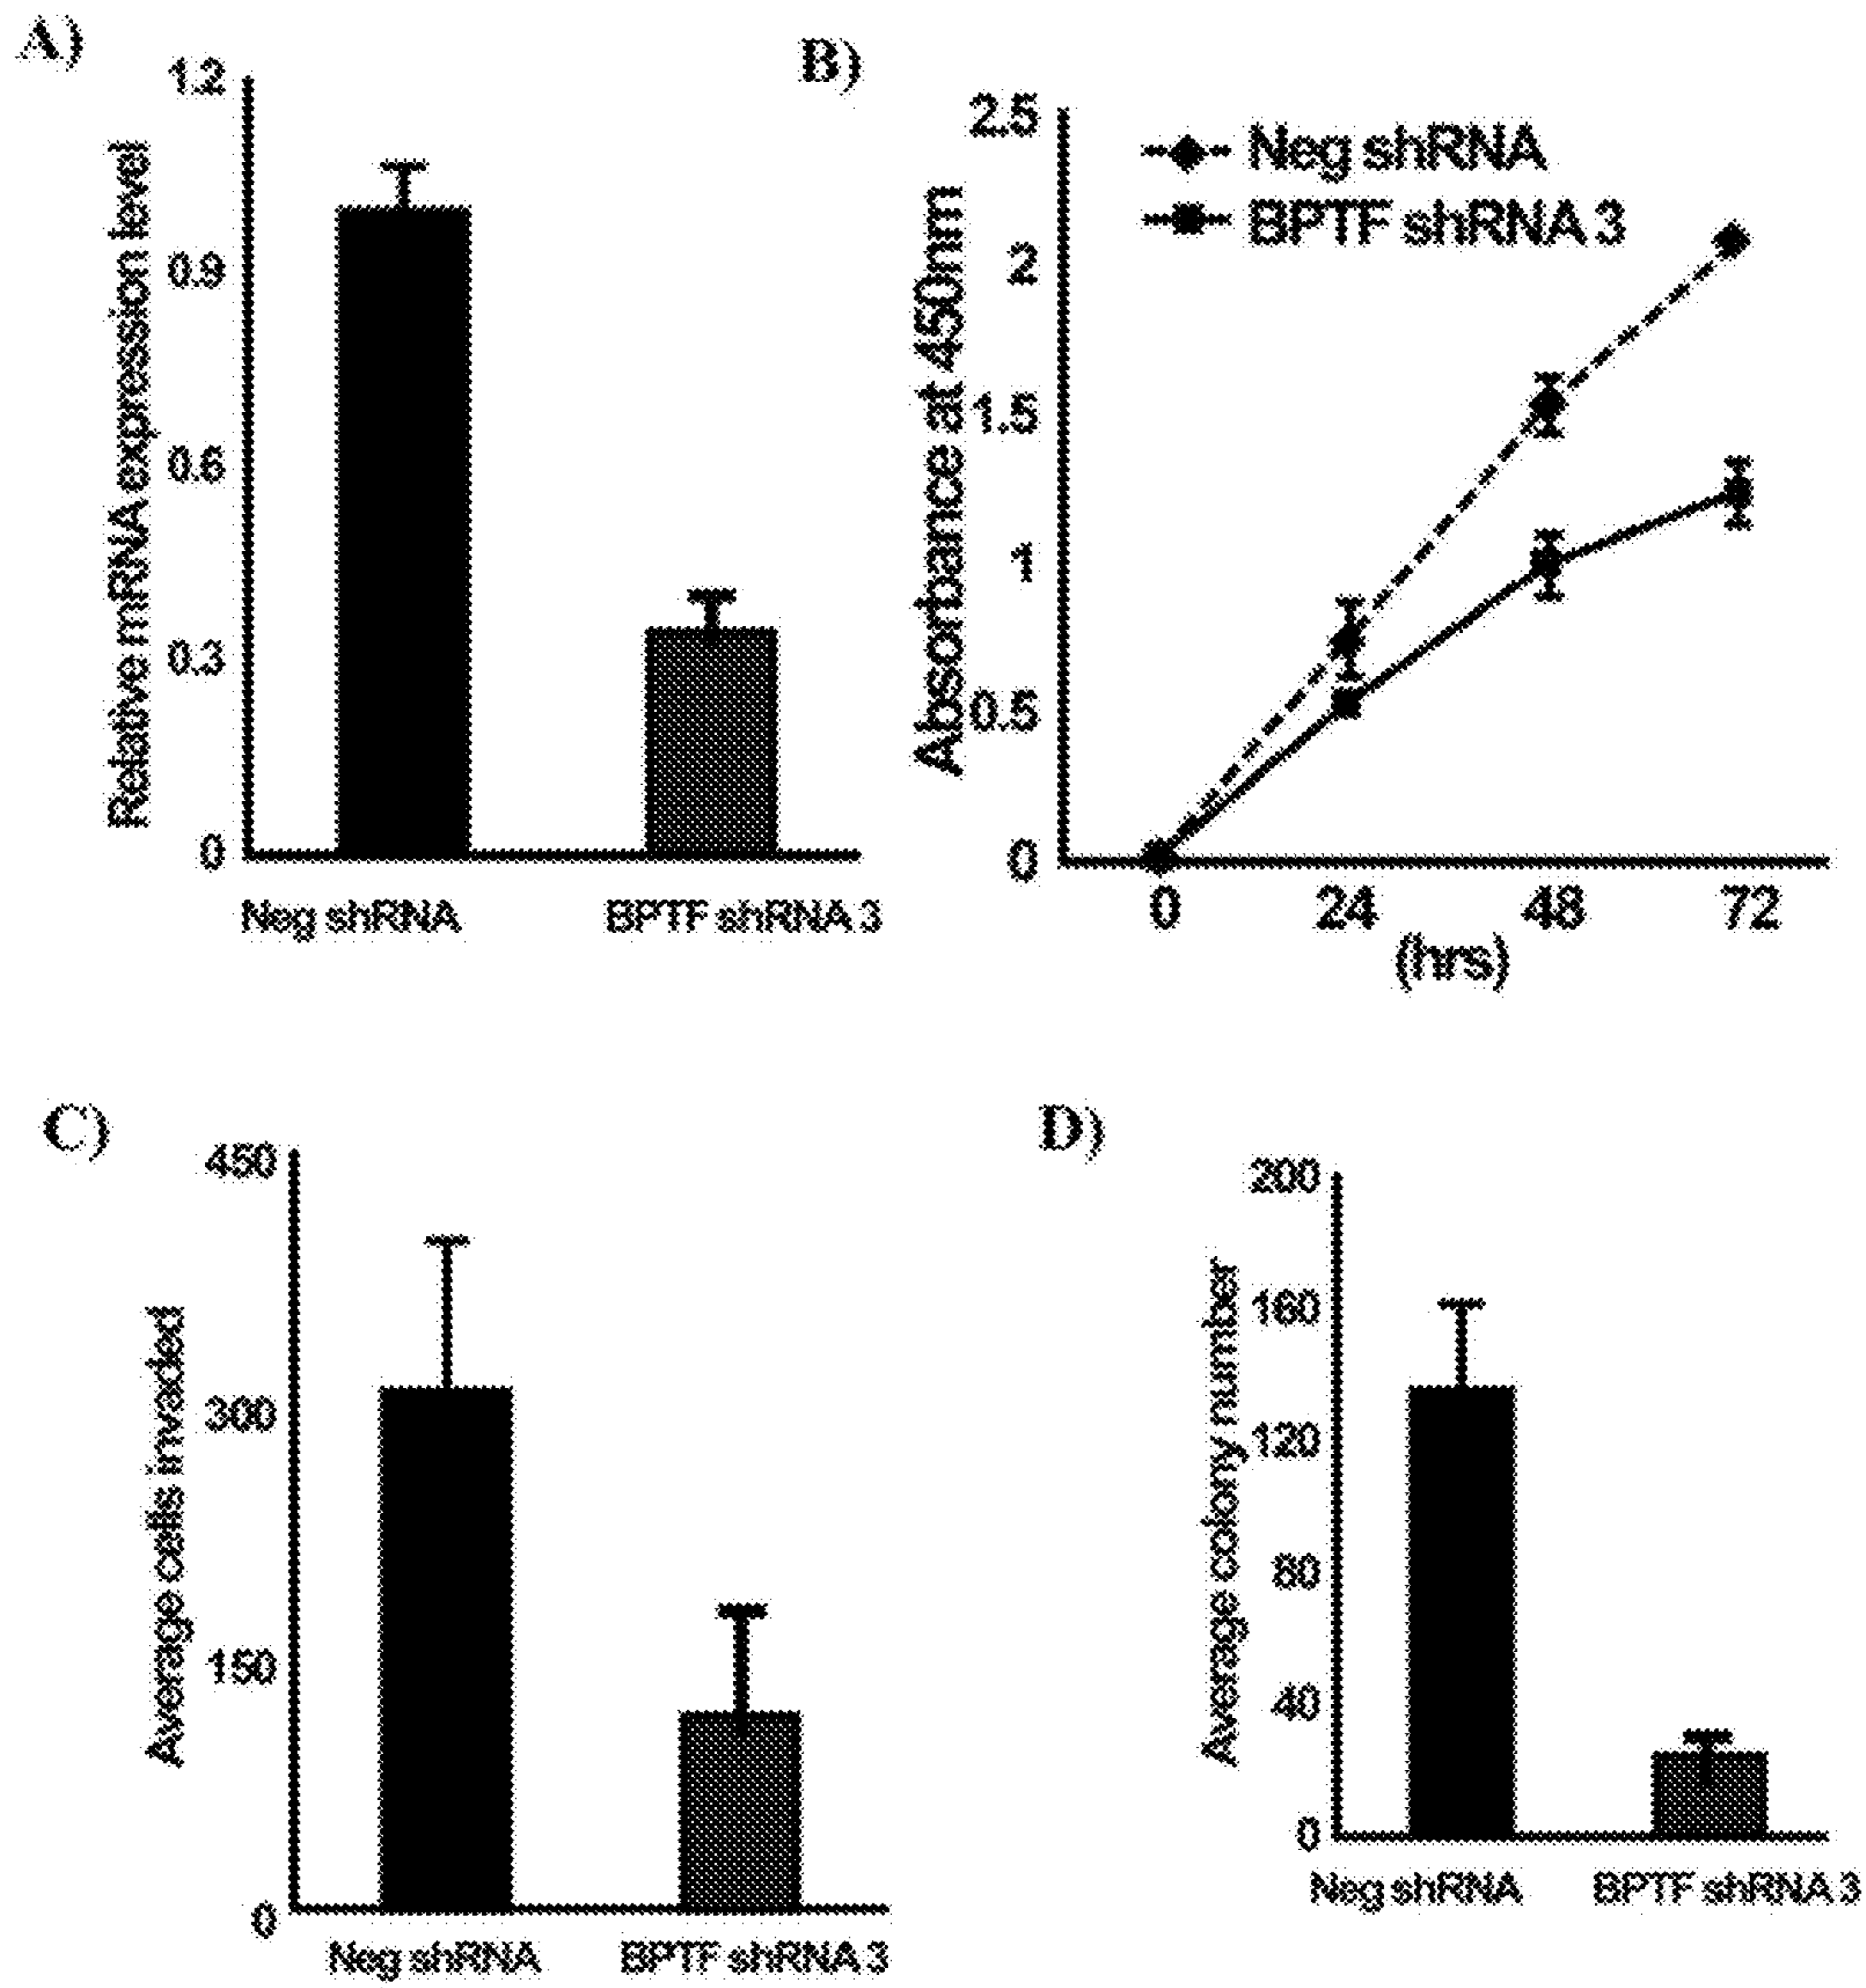 A)
1.2
0.9
0.6
0.3
0
Relative mRNA expression level
Neg shRNA
BPTF shRNA 3
B)
2.5
2
1.5
1
0.5
0
Absorbance at 450nm
Neg shRNA
BPTF shRNA 3
0 24 48 72
(hrs)
C)
450
300
150
0
Average cells invaded
Neg shRNA
BPTF shRNA 3
D)
200
160
120
80
40
0
Average colony number
Neg shRNA
BPTF shRNA 3